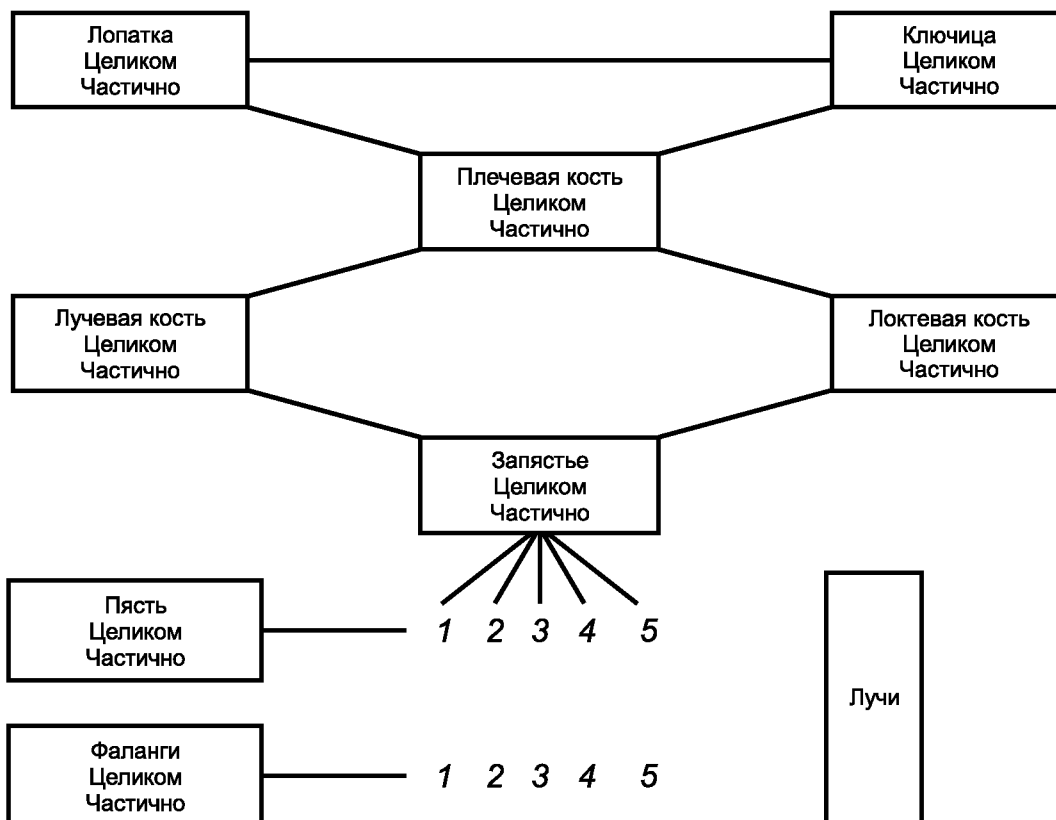 Лопатка
Целиком
Частично
Ключица
Целиком
Частично
Плечевая кость
Целиком
Частично
Лучевая кость
Целиком
Частично
Локтевая кость
Целиком
Частично
Запястье
Целиком
Частично
Пясть
Целиком
Частично
1 2 3 4 5
Лучи
Фаланги
Целиком
Частично
1 2 3 4 5